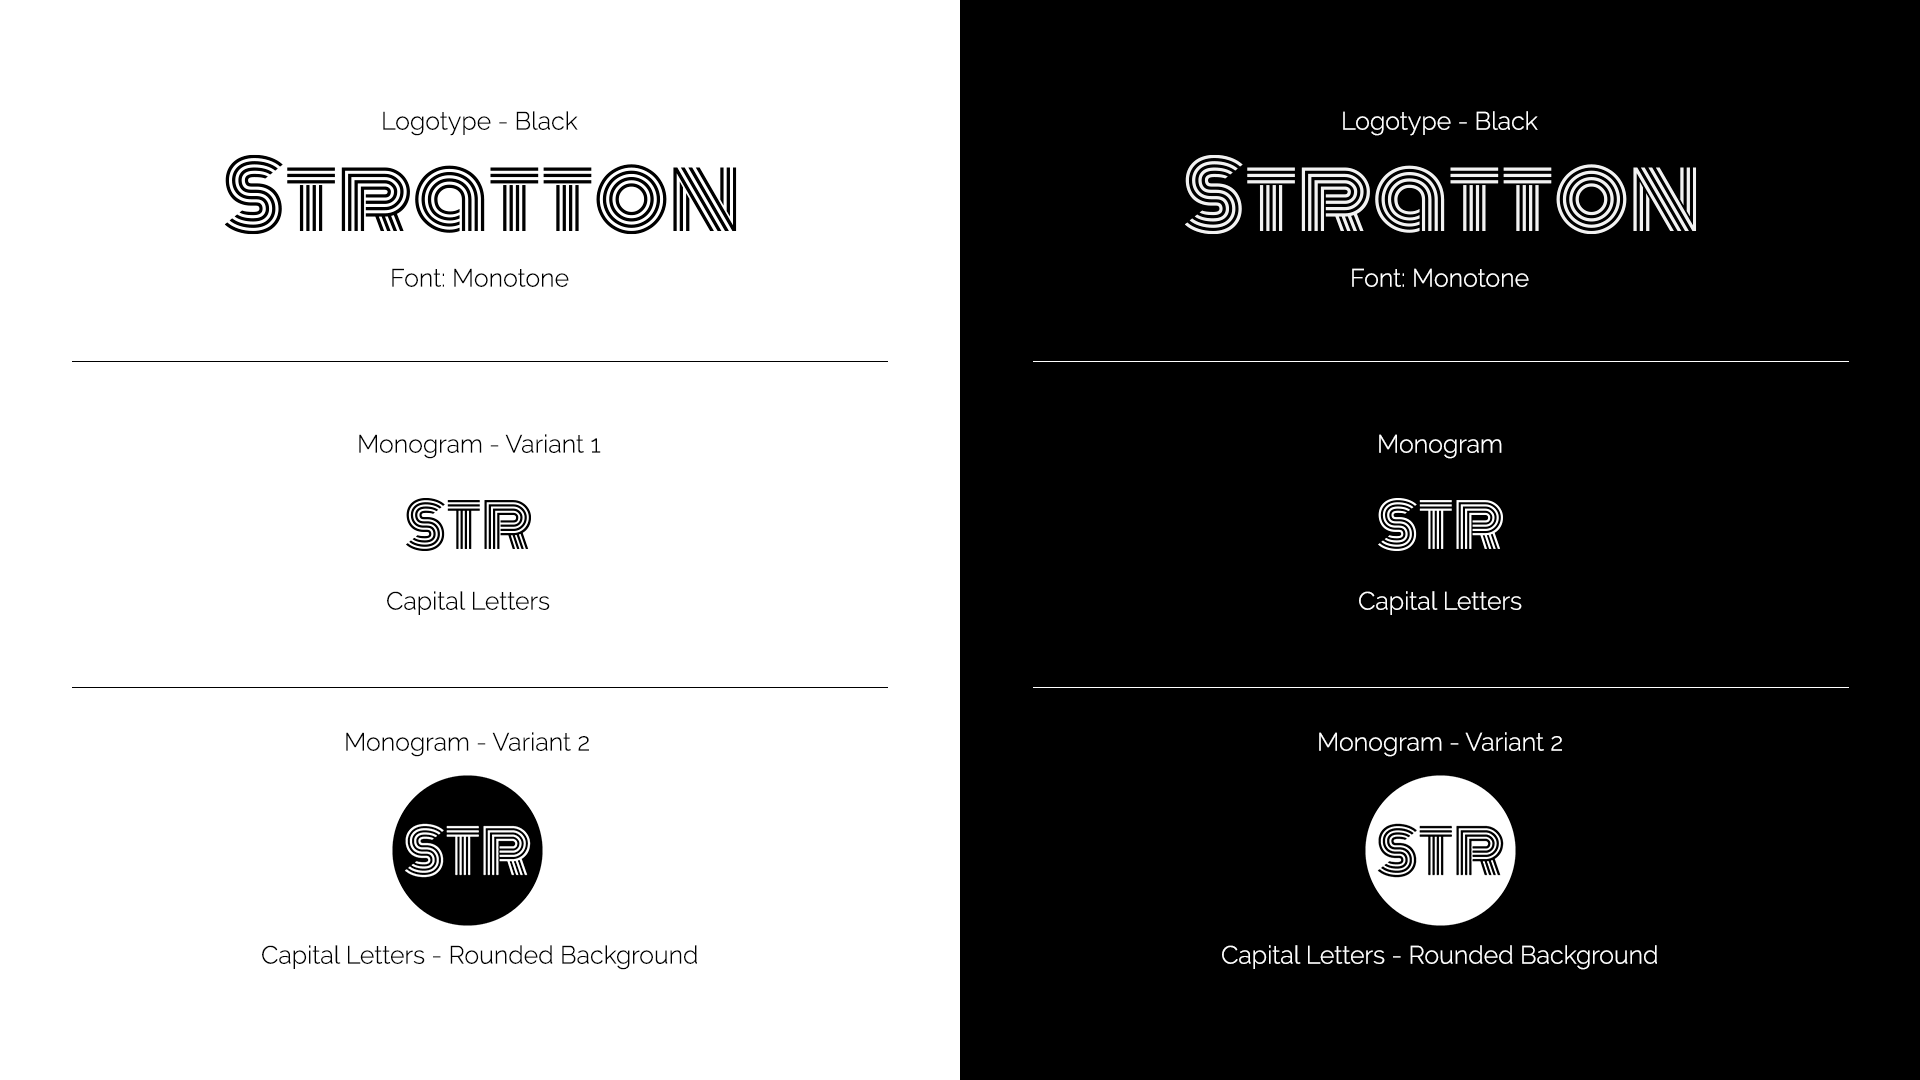 Logotype - Black
STRaTTON
Font: Monotone
Monogram - Variant 1
STR
Capital Letters
Monogram - Variant 2
STR
Capital Letters - Rounded Background
Logotype - Black
STRaTTON
Font: Monotone
Monogram
STR
Capital Letters
Monogram - Variant 2
STR
Capital Letters - Rounded Background